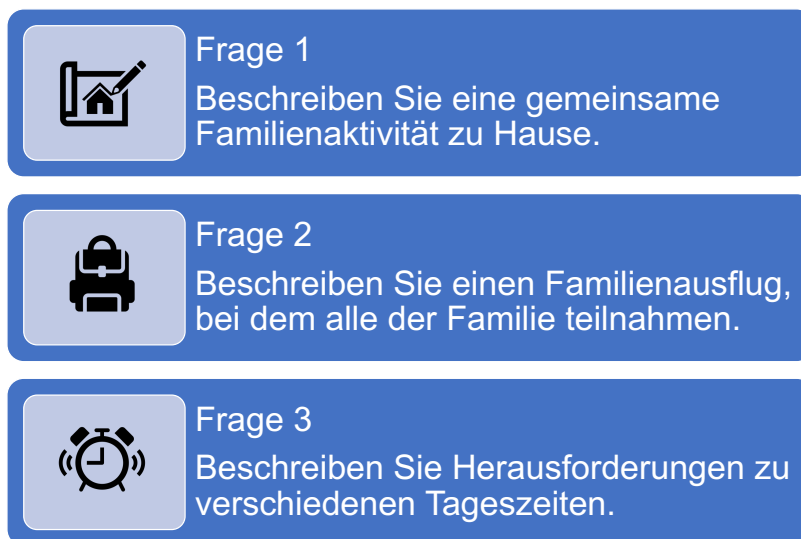 Frage 1
Beschreiben Sie eine gemeinsame
Familienaktivität zu Hause.
Frage 2
Beschreiben Sie einen Familienausflug,
bei dem alle der Familie teilnahmen.
Frage 3
Beschreiben Sie Herausforderungen zu
verschiedenen Tageszeiten.